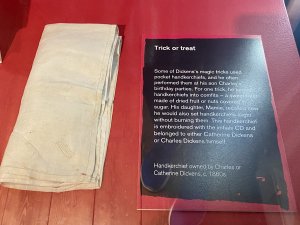 Trick or treat
Some of Dickens's magic tricks used
pocket handkerchiefs, and he often
performed them at his son Charley's
birthday parties. For one trick, he turned
handkerchiefs into comfits – a sweet
made of dried fruit or nuts covered in
sugar. His daughter, Mamie, recalled how
he would also set handkerchiefs alight
without burning them. This handkerchief
is embroidered with the initials CD and
belonged to either Catherine Dickens
or Charles Dickens himself.
Handkerchief owned by Charles or
Catherine Dickens, c.